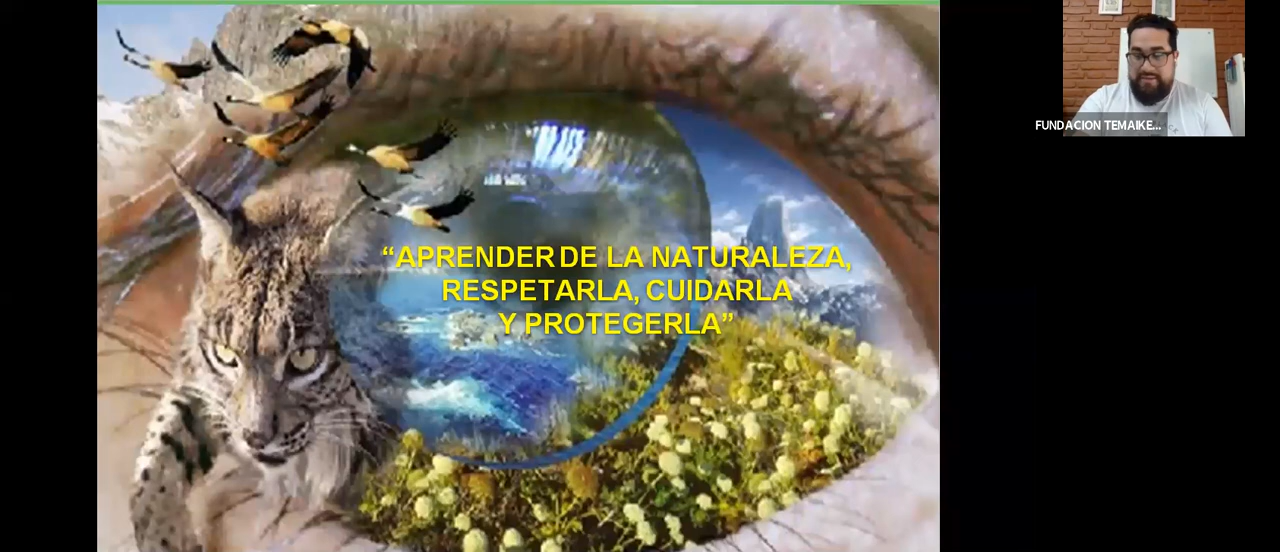 “APRENDER DE LA NATURALEZA,
RESPETARLA, CUIDARLA
Y PROTEGERLA”
FUNDACION TEMAIKE...